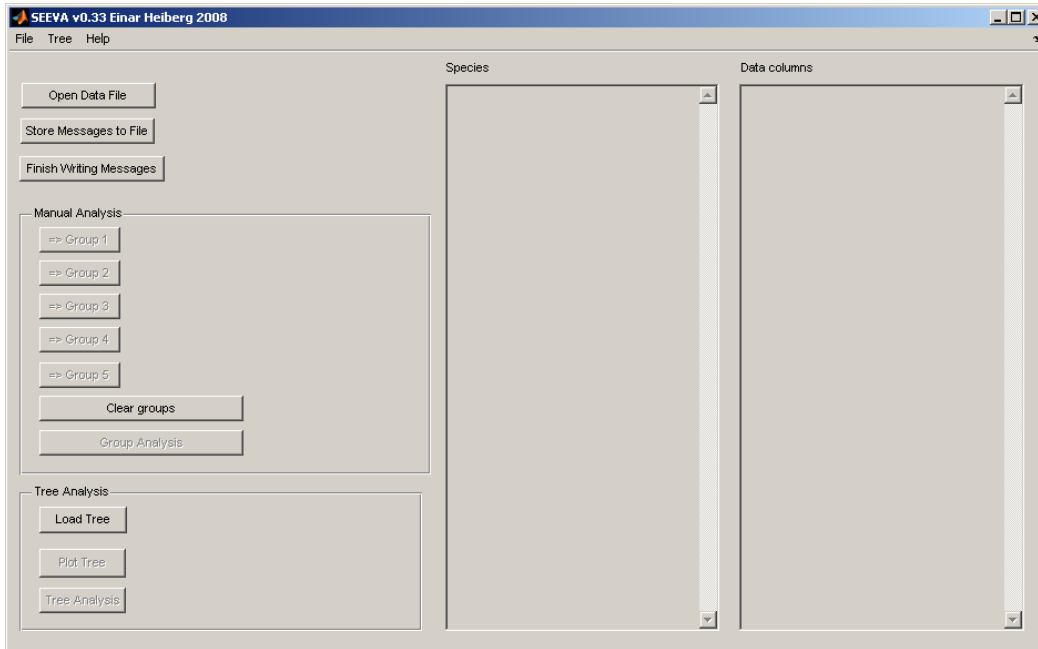 SEEVA v0.33 Einar Heiberg 2008
File Tree Help
Species
Data columns
Open Data File
Store Messages to File
Finish Writing Messages
Manual Analysis
=> Group 1
=> Group 2
=> Group 3
=> Group 4
=> Group 5
Clear groups
Group Analysis
Tree Analysis
Load Tree
Plot Tree
Tree Analysis